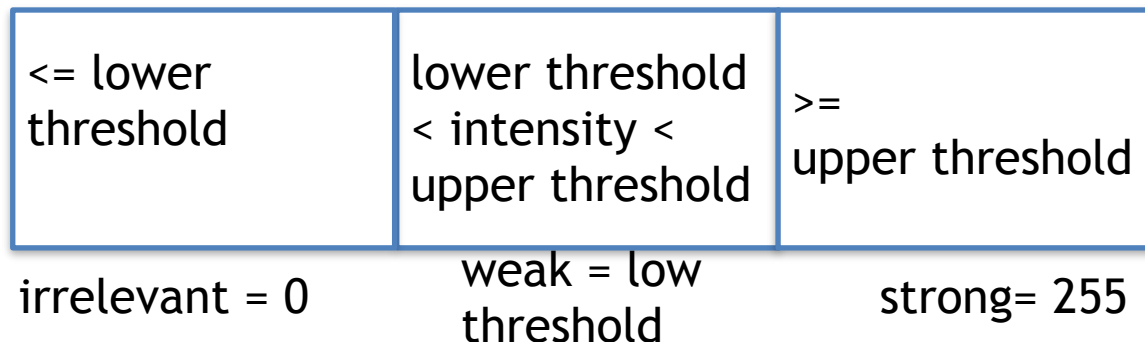 <= lower
threshold
lower threshold
< intensity <
upper threshold
>=
upper threshold
irrelevant = 0
weak = low
threshold
strong= 255